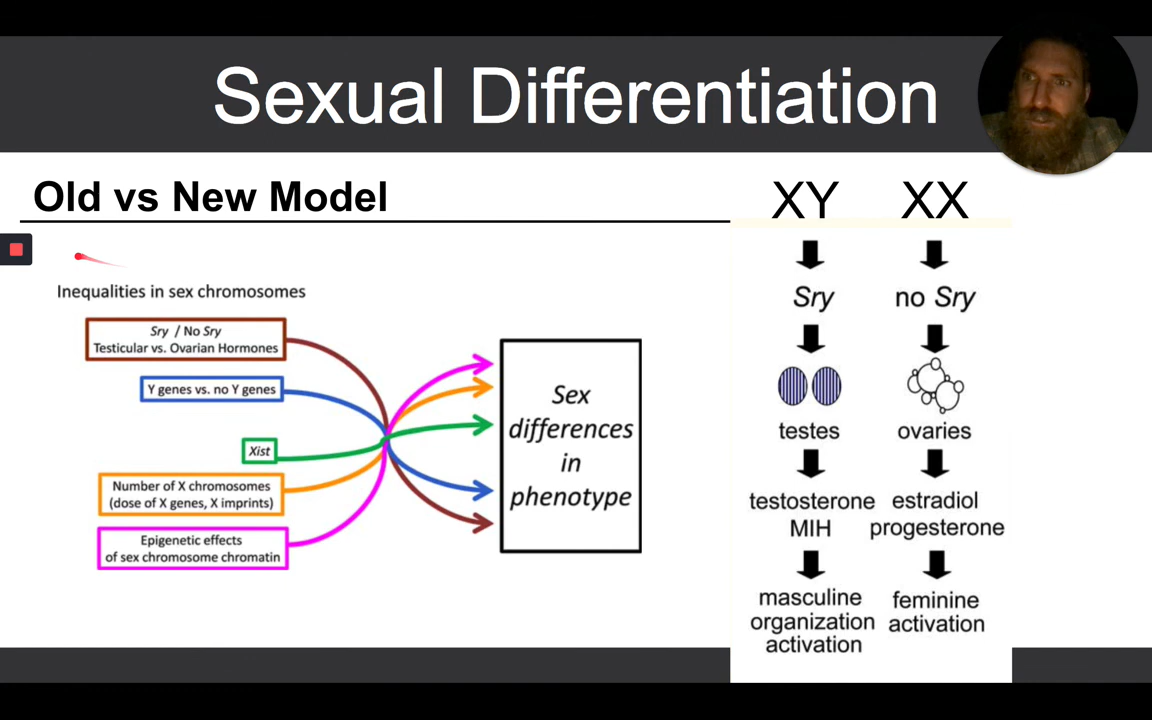 Sexual Differentiation
Old vs New Model
Inequalities in sex chromosomes
Sry / No Sry
Testicular vs. Ovarian Hormones
Y genes vs. no Y genes
Xist
Number of X chromosomes
(dose of X genes, X imprints)
Epigenetic effects
of sex chromosome chromatin
Sex
differences
in
phenotype
XY
XX
Sry
no Sry
testes
ovaries
testosterone
MIH
estradiol
progesterone
masculine
organization
activation
feminine
activation